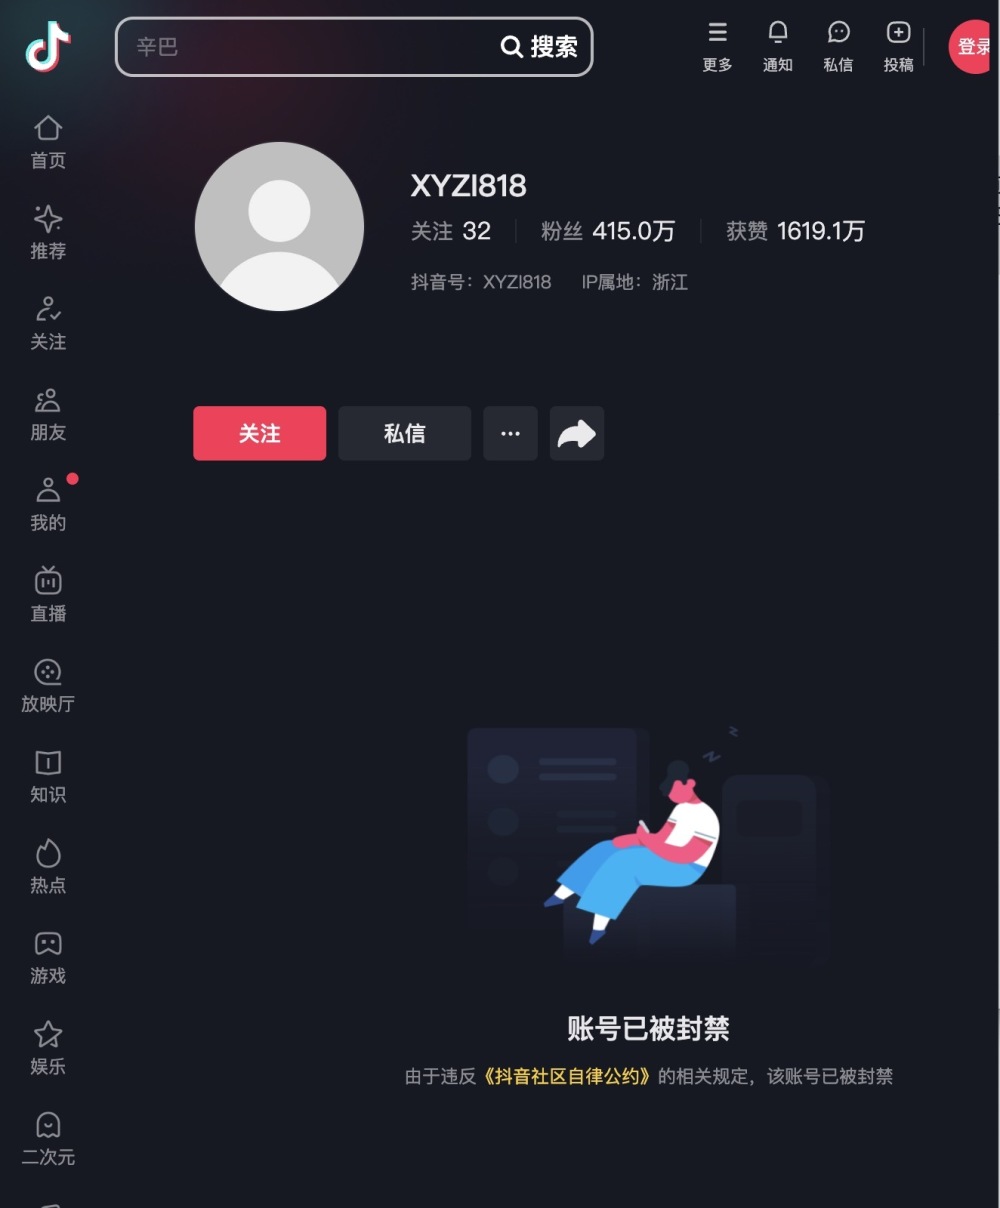 辛巴
搜索
更多
通知
私信
投稿
登录
首页
推荐
关注
朋友
我的
直播
放映厅
知识
热点
游戏
娱乐
二次元
XYZI818
关注 32 粉丝 415.0万 获赞 1619.1万
抖音号：XYZI818 IP属地：浙江
关注
私信
账号已被封禁
由于违反《抖音社区自律公约》的相关规定，该账号已被封禁